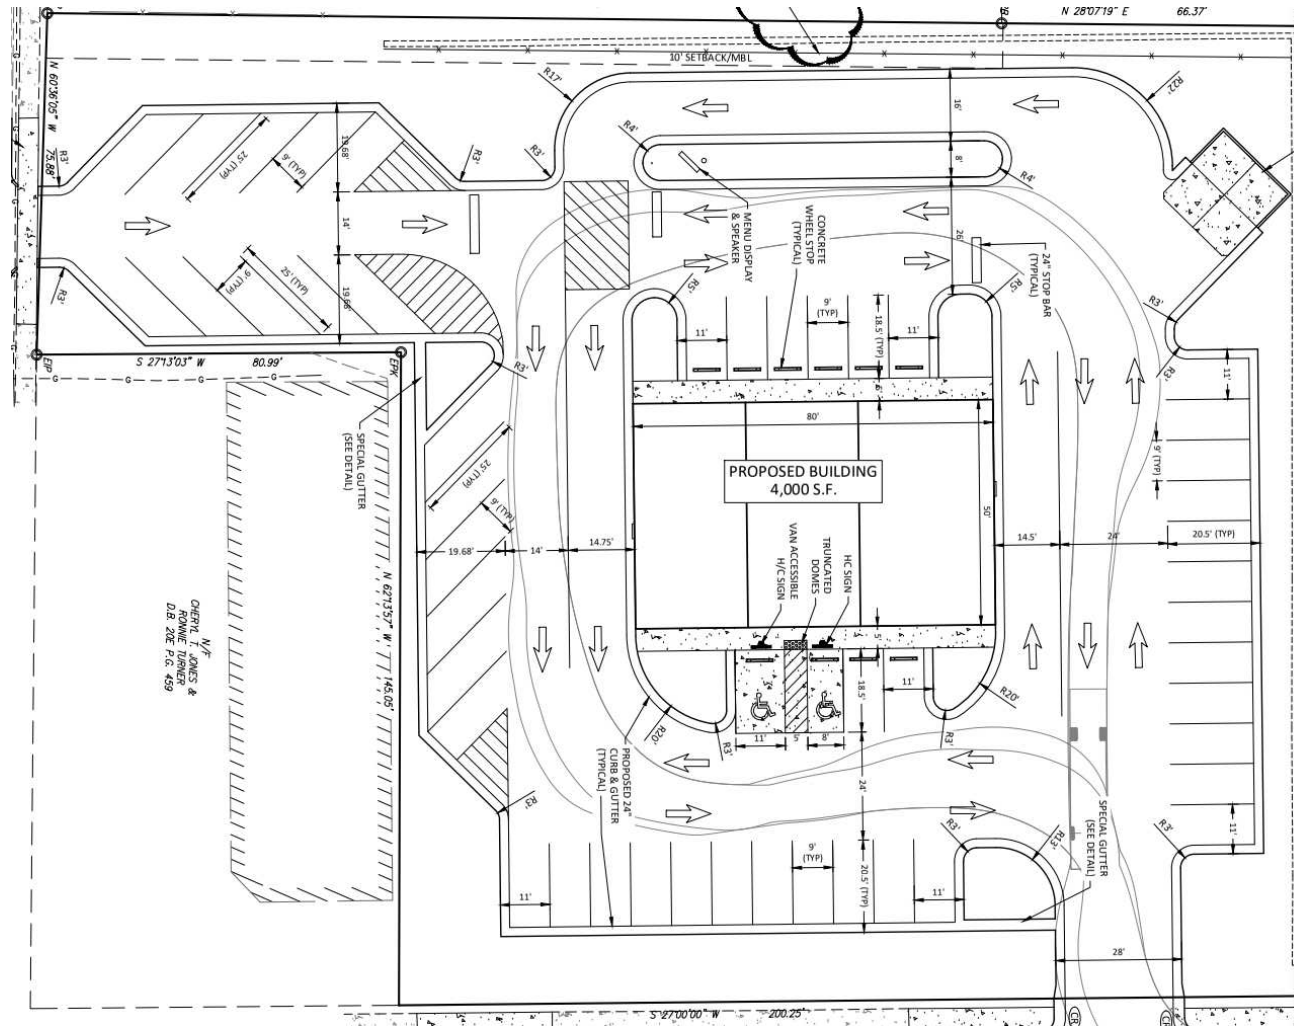 N 28°07'19" E 66.37'
10' SETBACK/MBL
N 60°36'05" W 75.88'
R17'
R22'
16'
R4'
R3'
R3'
R3'
19.68'
25' (TYP)
9' (TYP)
8'
R4'
14'
MENU DISPLAY
& SPEAKER
CONCRETE
WHEEL STOP
(TYPICAL)
26'
24" STOP BAR
(TYPICAL)
25' (TYP)
9' (TYP)
19.68'
R3'
R5'
R5'
R3'
11'
9'
(TYP)
18.5' (TYP)
11'
EIP
S 27°13'03" W 80.99'
EPK
G G G G
R3'
R3'
11'
80'
PROPOSED BUILDING
4,000 S.F.
50'
SPECIAL GUTTER
(SEE DETAIL)
25' (TYP)
9' (TYP)
9' (TYP)
19.68'
14'
14.75'
14.5'
24'
20.5' (TYP)
VAN ACCESSIBLE
H/C SIGN
TRUNCATED
DOMES
HC SIGN
5'
N/F
CHERYL T. JONES &
RONNIE TURNER
D.B. 20E P.G. 459
N 62°13'57" W 145.05'
18.5'
11'
R20'
R20'
R3'
R3'
11'
5'
8'
PROPOSED 24"
CURB & GUTTER
(TYPICAL)
24'
R3'
R3'
R13'
R3'
SPECIAL GUTTER
(SEE DETAIL)
11'
9'
(TYP)
20.5' (TYP)
11'
11'
28'
S 27°00'00" W 200.25'
CR